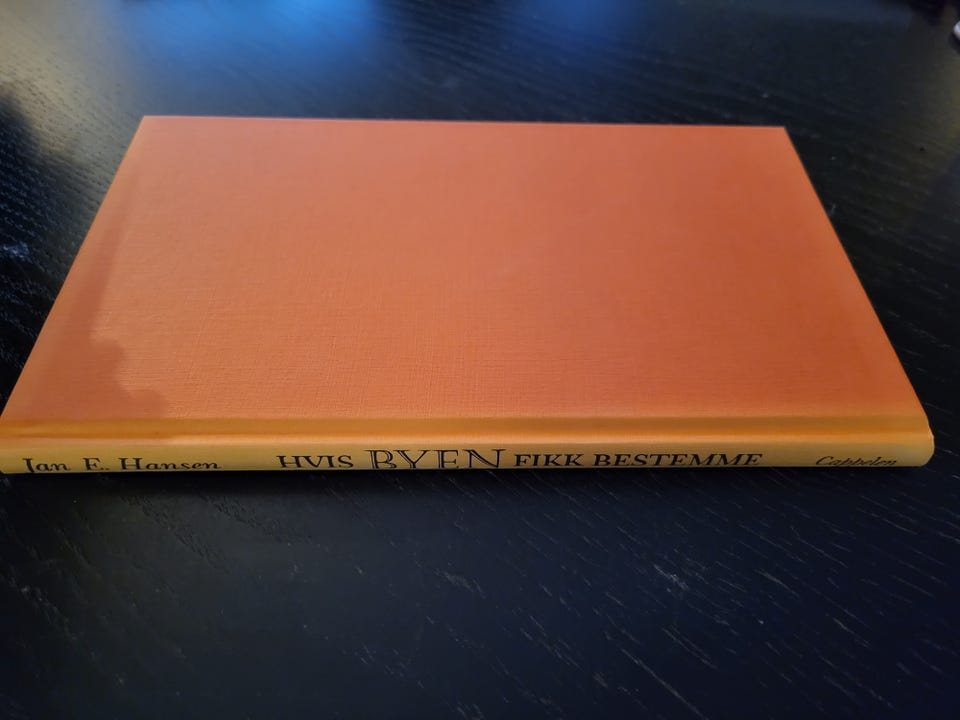 Jan E. Hansen HVIS BYEN FIKK BESTEMME Cappelen